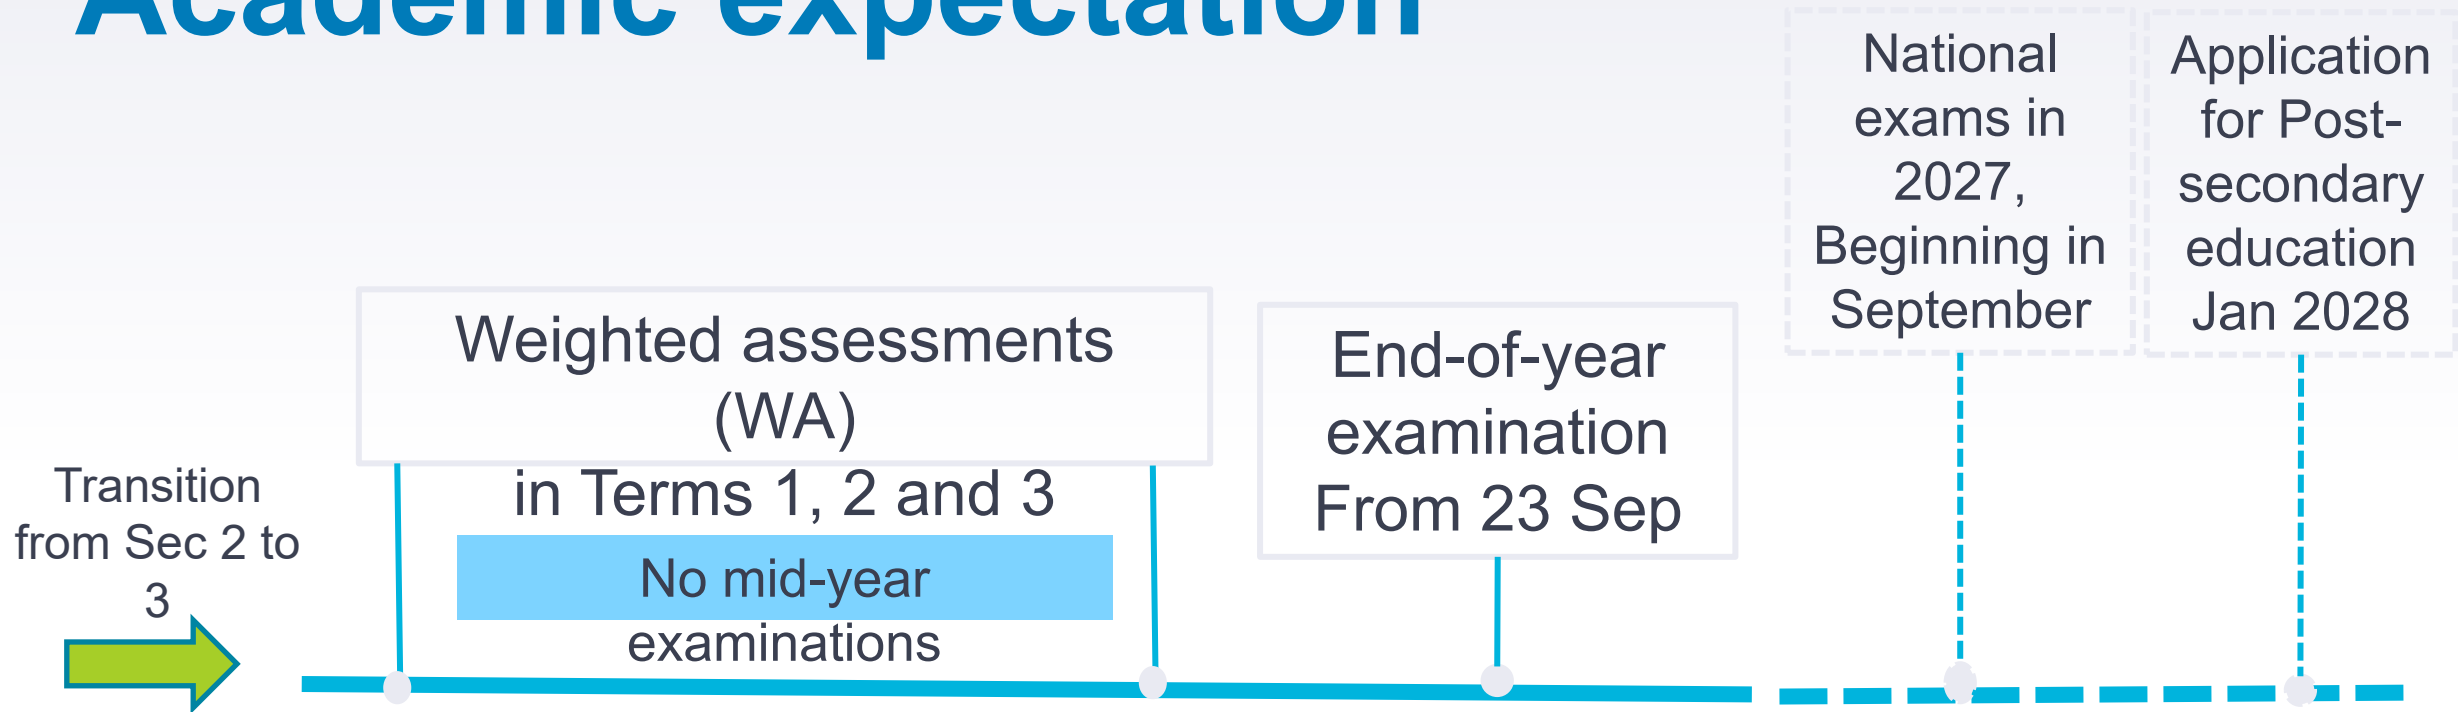 Academic expectation
Transition
from Sec 2 to
3
Weighted assessments
(WA)
in Terms 1, 2 and 3
No mid-year
examinations
End-of-year
examination
From 23 Sep
National
exams in
2027,
Beginning in
September
Application
for Post-
secondary
education
Jan 2028